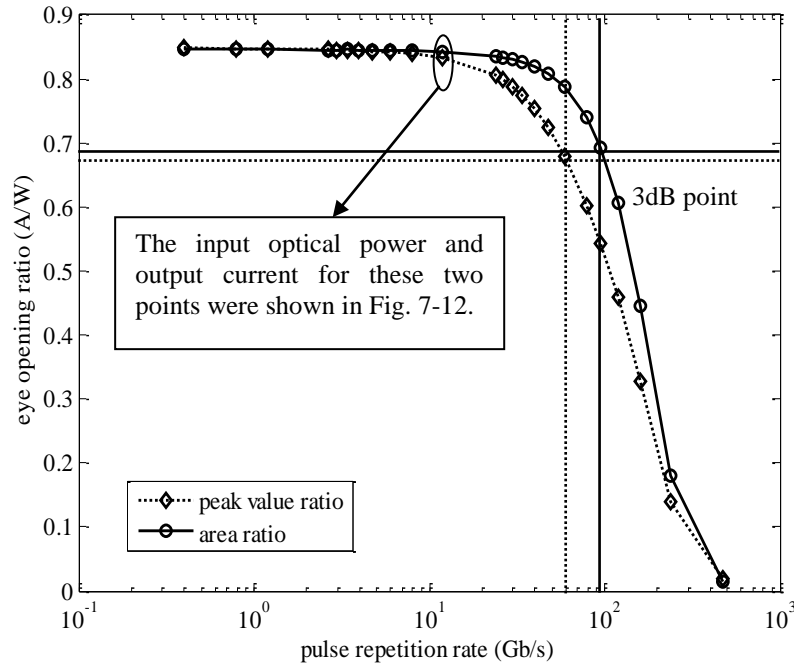 0.9
0.8
0.7
0.6
0.5
0.4
0.3
0.2
0.1
0
eye opening ratio (A/W)
3dB point
The input optical power and
output current for these two
points were shown in Fig. 7-12.
peak value ratio
area ratio
10^-1 10^0 10^1 10^2 10^3
pulse repetition rate (Gb/s)